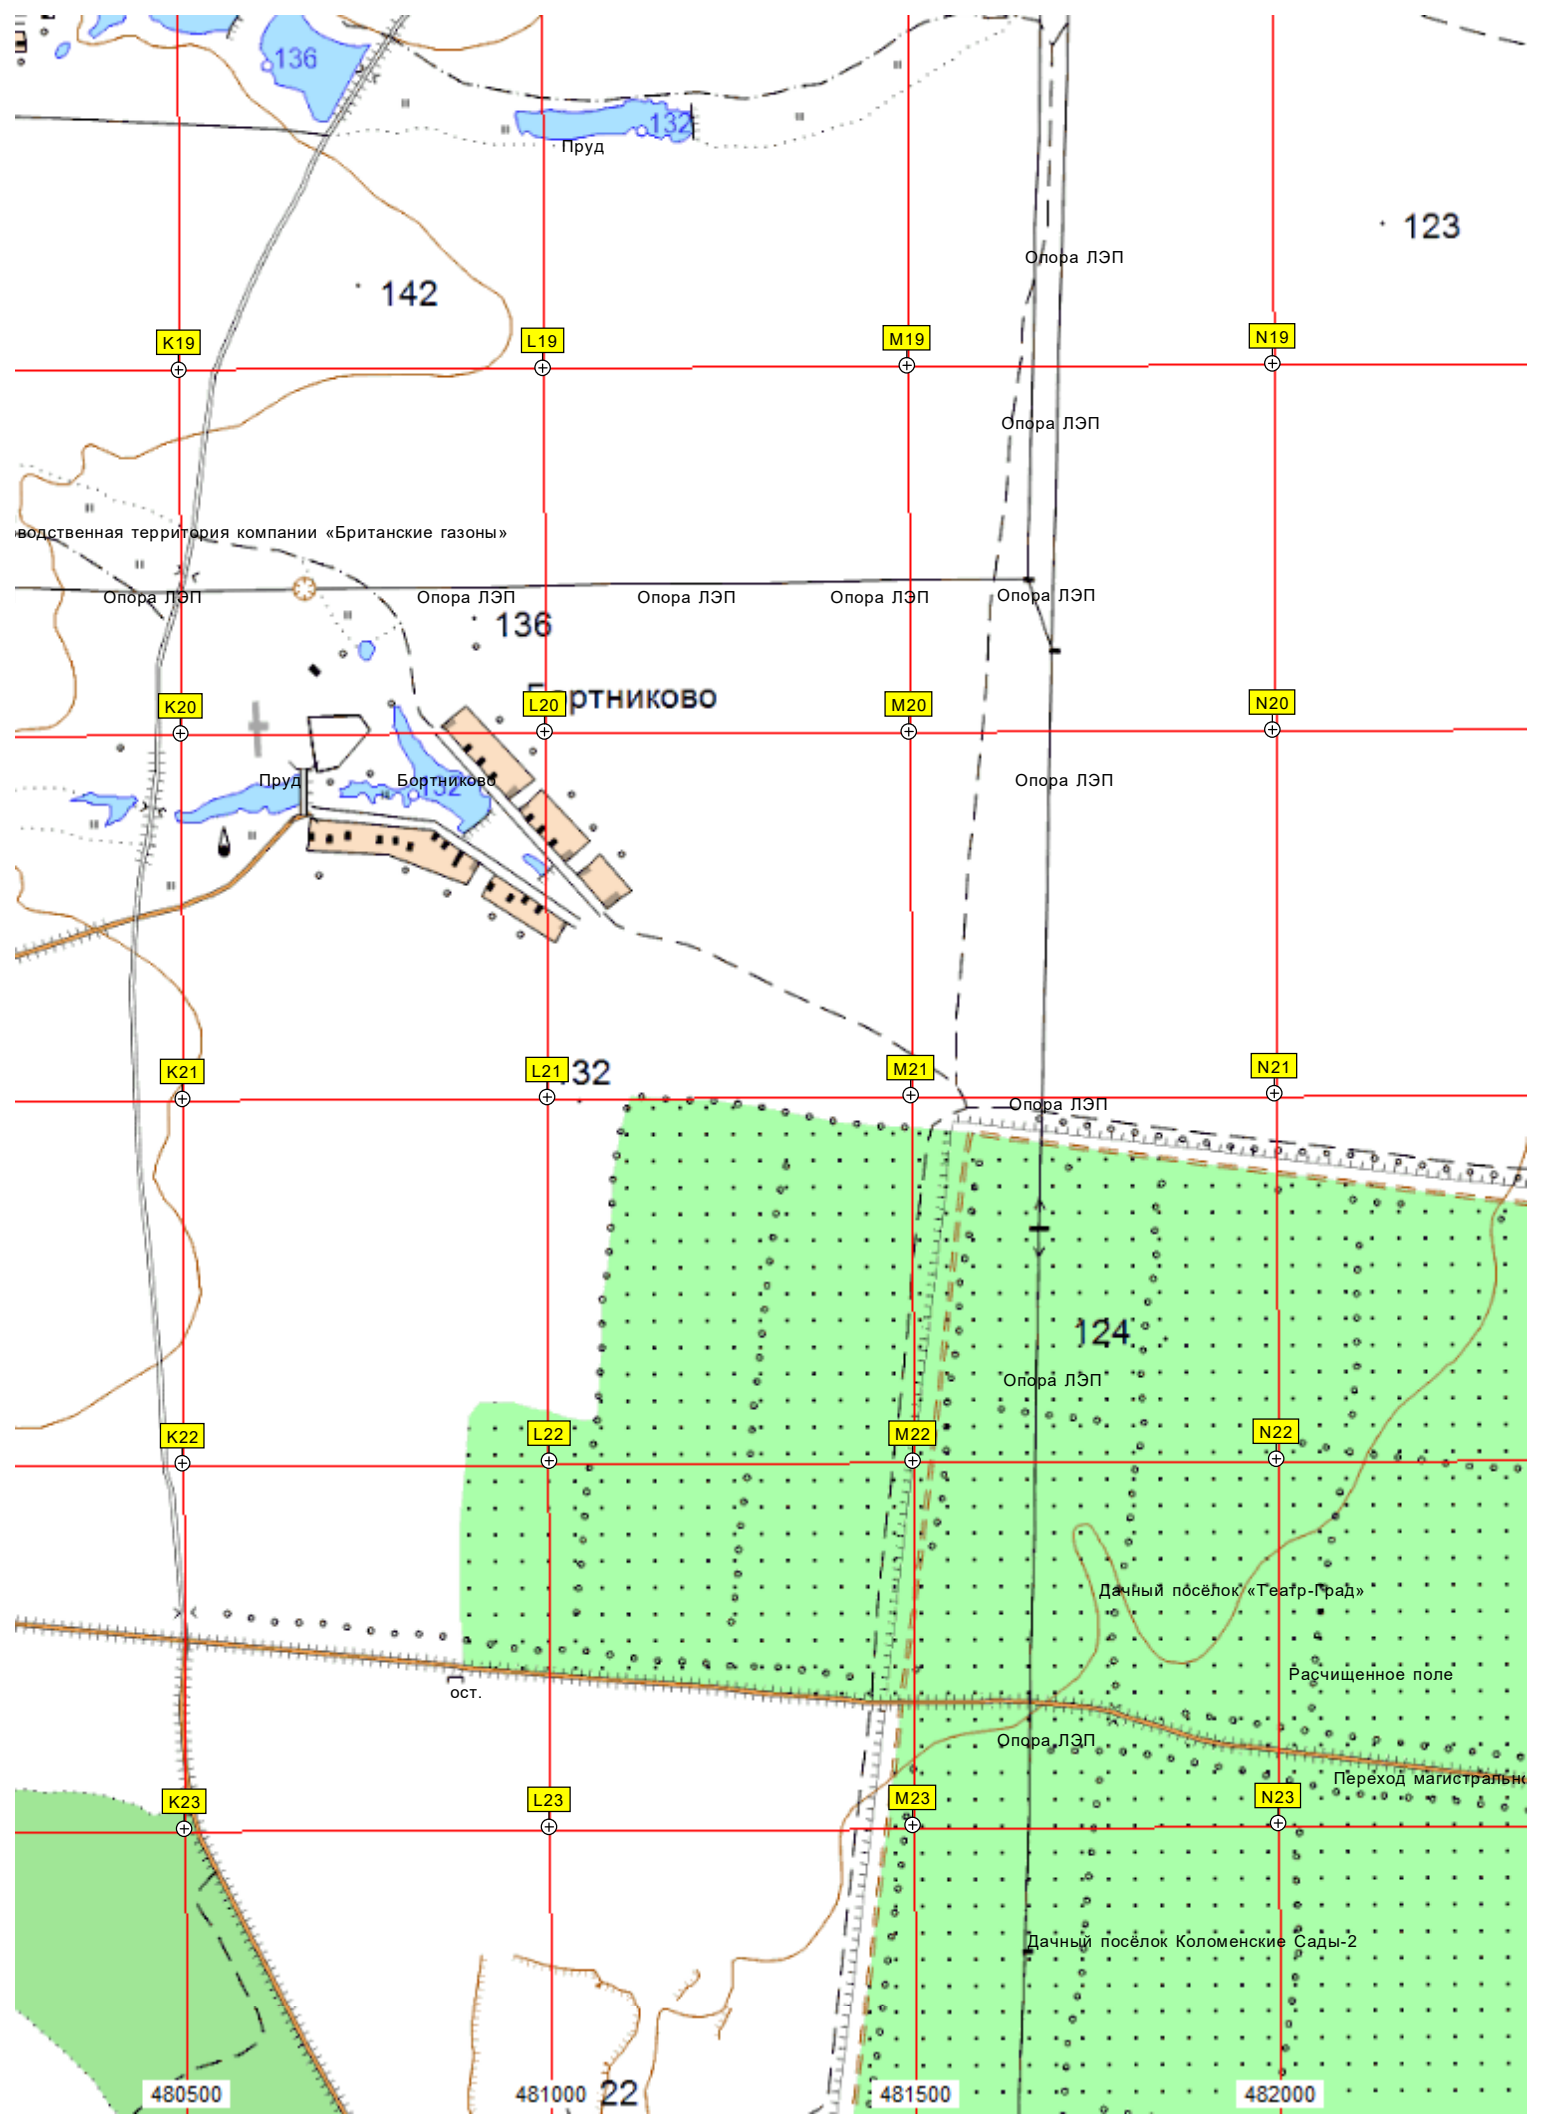 136
132
Пруд
123
Опора ЛЭП
142
K19
L19
M19
N19
Опора ЛЭП
водственная территория компании «Британские газоны»
Опора ЛЭП
Опора ЛЭП
Опора ЛЭП
Опора ЛЭП
Опора ЛЭП
136
ортниково
K20
L20
M20
N20
Пруд
Бортниково
132
Опора ЛЭП
K21
L21
32
M21
N21
Опора ЛЭП
124
Опора ЛЭП
K22
L22
M22
N22
Дачный посёлок «Театр-Град»
Расчищенное поле
ост.
Опора ЛЭП
Переход магистральн
K23
L23
M23
N23
Дачный посёлок Коломенские Сады-2
480500
481000
22
481500
482000